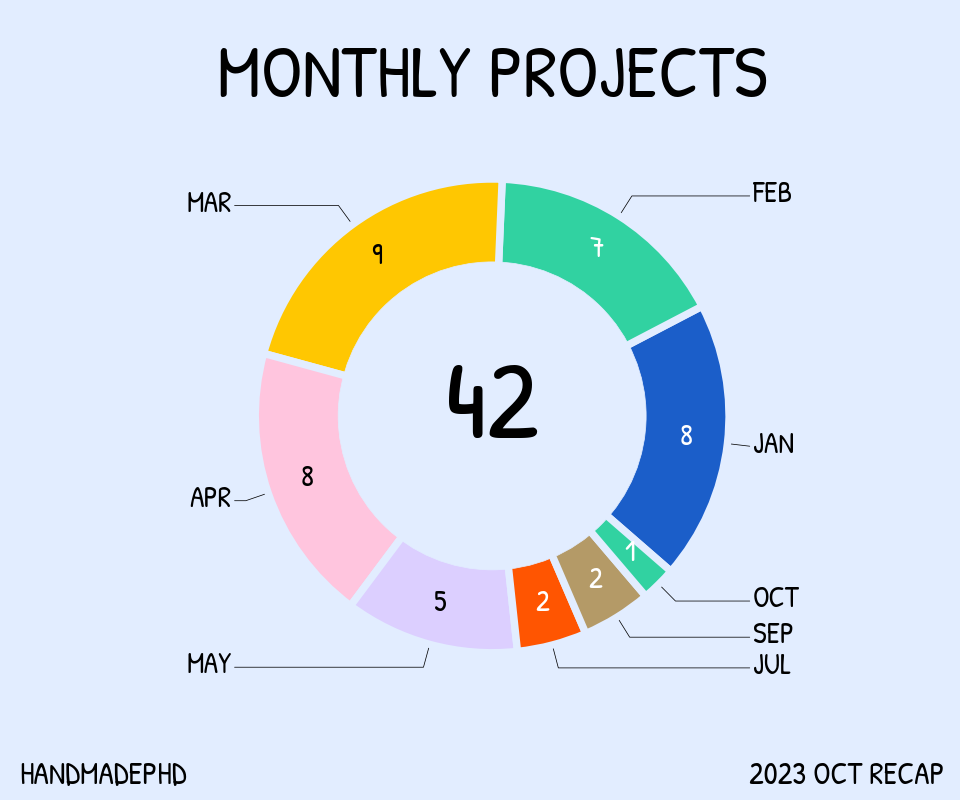 MONTHLY PROJECTS
MAR
FEB
9
7
42
8
JAN
8
APR
1
2
2
5
OCT
SEP
MAY
JUL
HANDMADEPHD
2023 OCT RECAP